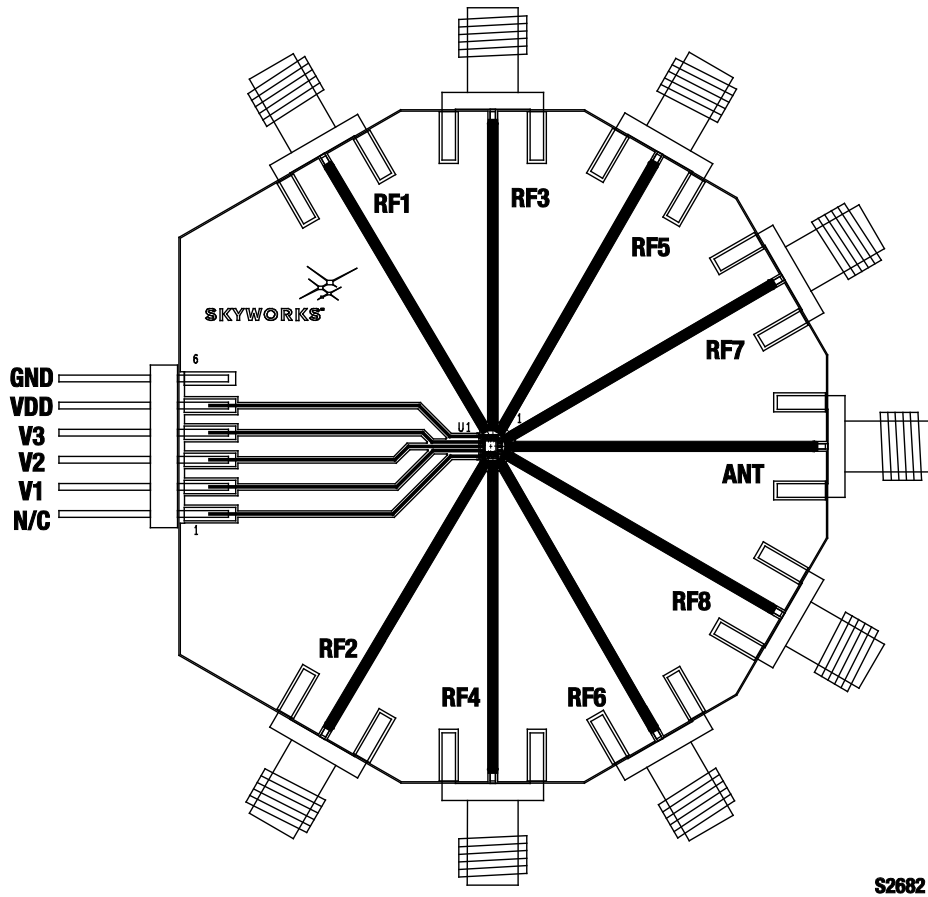 RF1
RF3
RF5
SKYWORKS™
RF7
6
GND
VDD
V3
V2
V1
N/C
1
U1
1
ANT
RF8
RF2
RF4
RF6
S2682